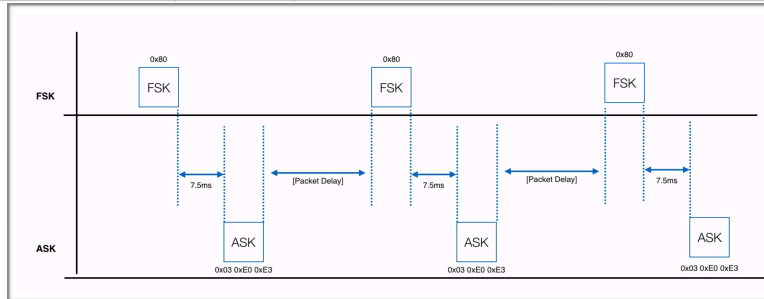 0x80
0x80
0x80
FSK
FSK
FSK
FSK
7.5ms
[Packet Delay]
7.5ms
[Packet Delay]
7.5ms
ASK
ASK
ASK
ASK
0x03 0xE0 0xE3
0x03 0xE0 0xE3
0x03 0xE0 0xE3